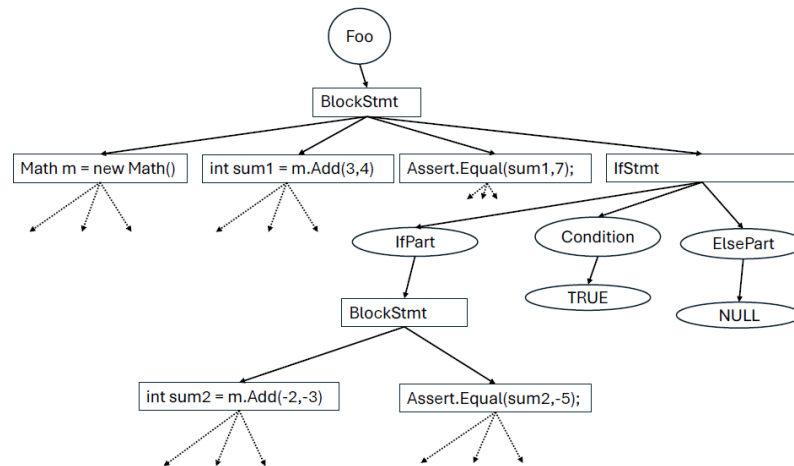 Foo
BlockStmt
Math m = new Math()
int sum1 = m.Add(3,4)
Assert.Equal(sum1,7);
IfStmt
IfPart
Condition
ElsePart
TRUE
NULL
BlockStmt
int sum2 = m.Add(-2,-3)
Assert.Equal(sum2,-5);